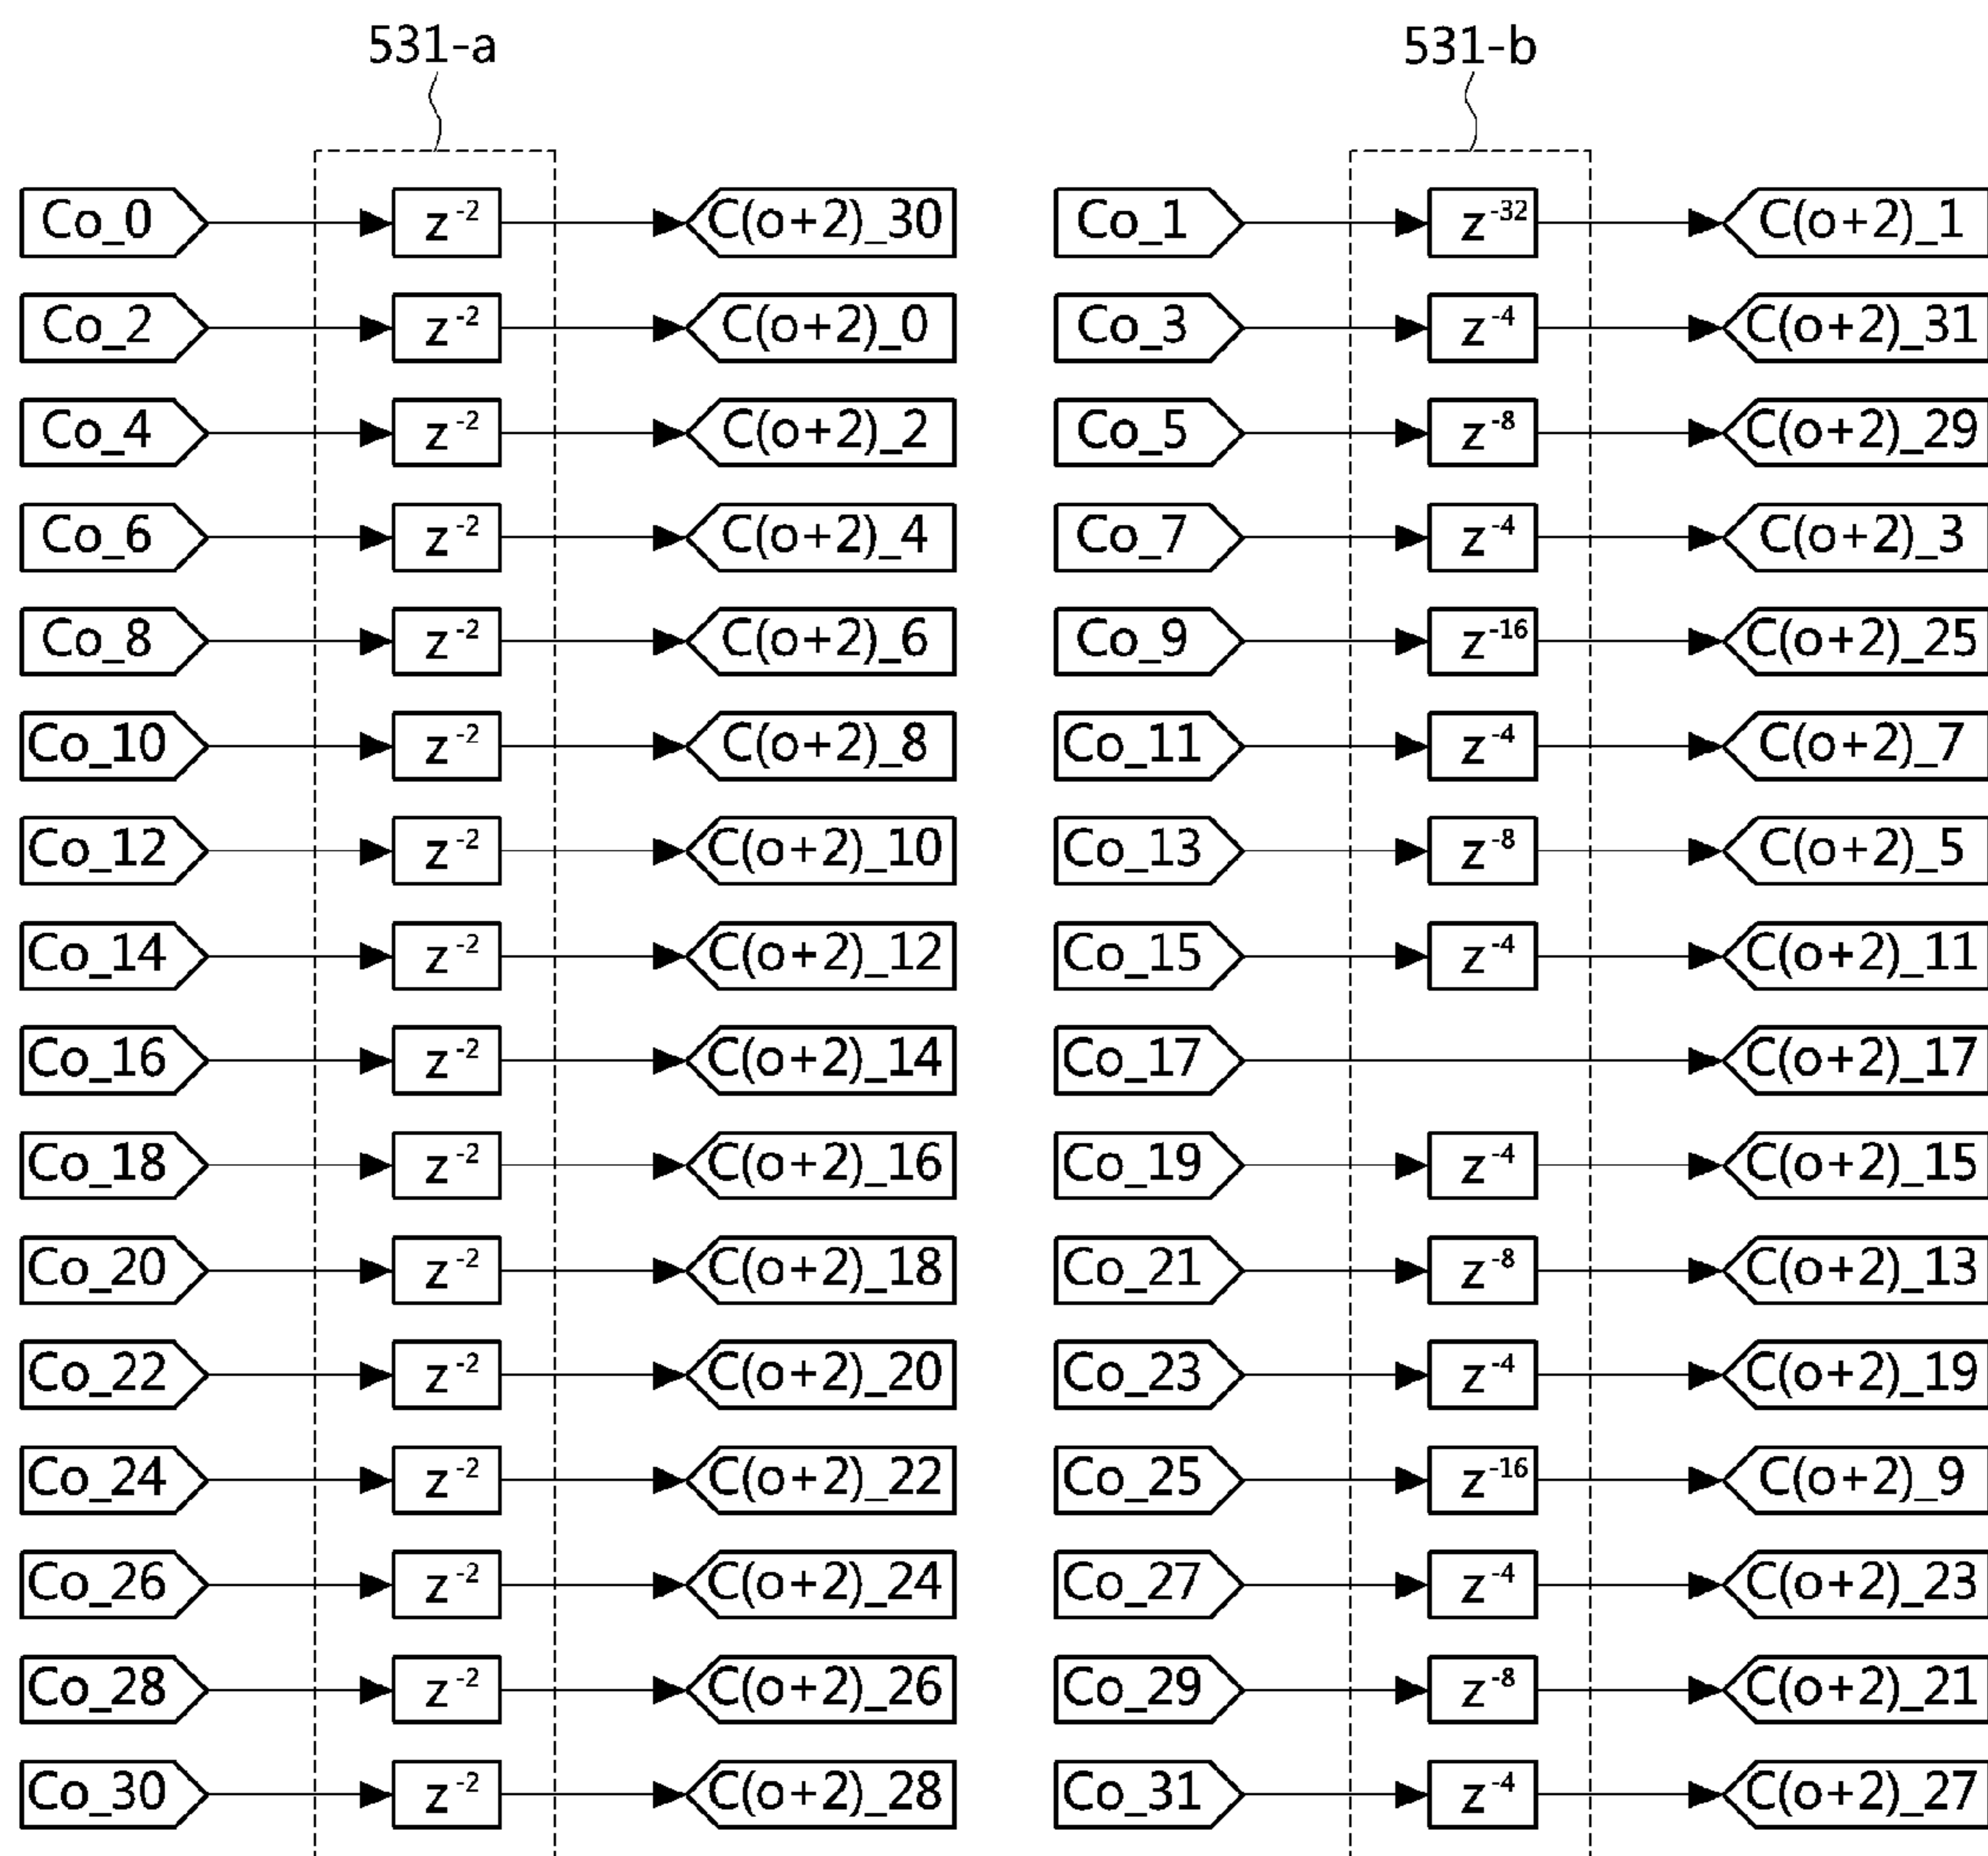 531-a 531-b
Co_0 z-2 C(o+2)_30 Co_1 z-32 C(o+2)_1
Co_2 z-2 C(o+2)_0 Co_3 z-4 C(o+2)_31
Co_4 z-2 C(o+2)_2 Co_5 z-8 C(o+2)_29
Co_6 z-2 C(o+2)_4 Co_7 z-4 C(o+2)_3
Co_8 z-2 C(o+2)_6 Co_9 z-16 C(o+2)_25
Co_10 z-2 C(o+2)_8 Co_11 z-4 C(o+2)_7
Co_12 z-2 C(o+2)_10 Co_13 z-8 C(o+2)_5
Co_14 z-2 C(o+2)_12 Co_15 z-4 C(o+2)_11
Co_16 z-2 C(o+2)_14 Co_17 C(o+2)_17
Co_18 z-2 C(o+2)_16 Co_19 z-4 C(o+2)_15
Co_20 z-2 C(o+2)_18 Co_21 z-8 C(o+2)_13
Co_22 z-2 C(o+2)_20 Co_23 z-4 C(o+2)_19
Co_24 z-2 C(o+2)_22 Co_25 z-16 C(o+2)_9
Co_26 z-2 C(o+2)_24 Co_27 z-4 C(o+2)_23
Co_28 z-2 C(o+2)_26 Co_29 z-8 C(o+2)_21
Co_30 z-2 C(o+2)_28 Co_31 z-4 C(o+2)_27